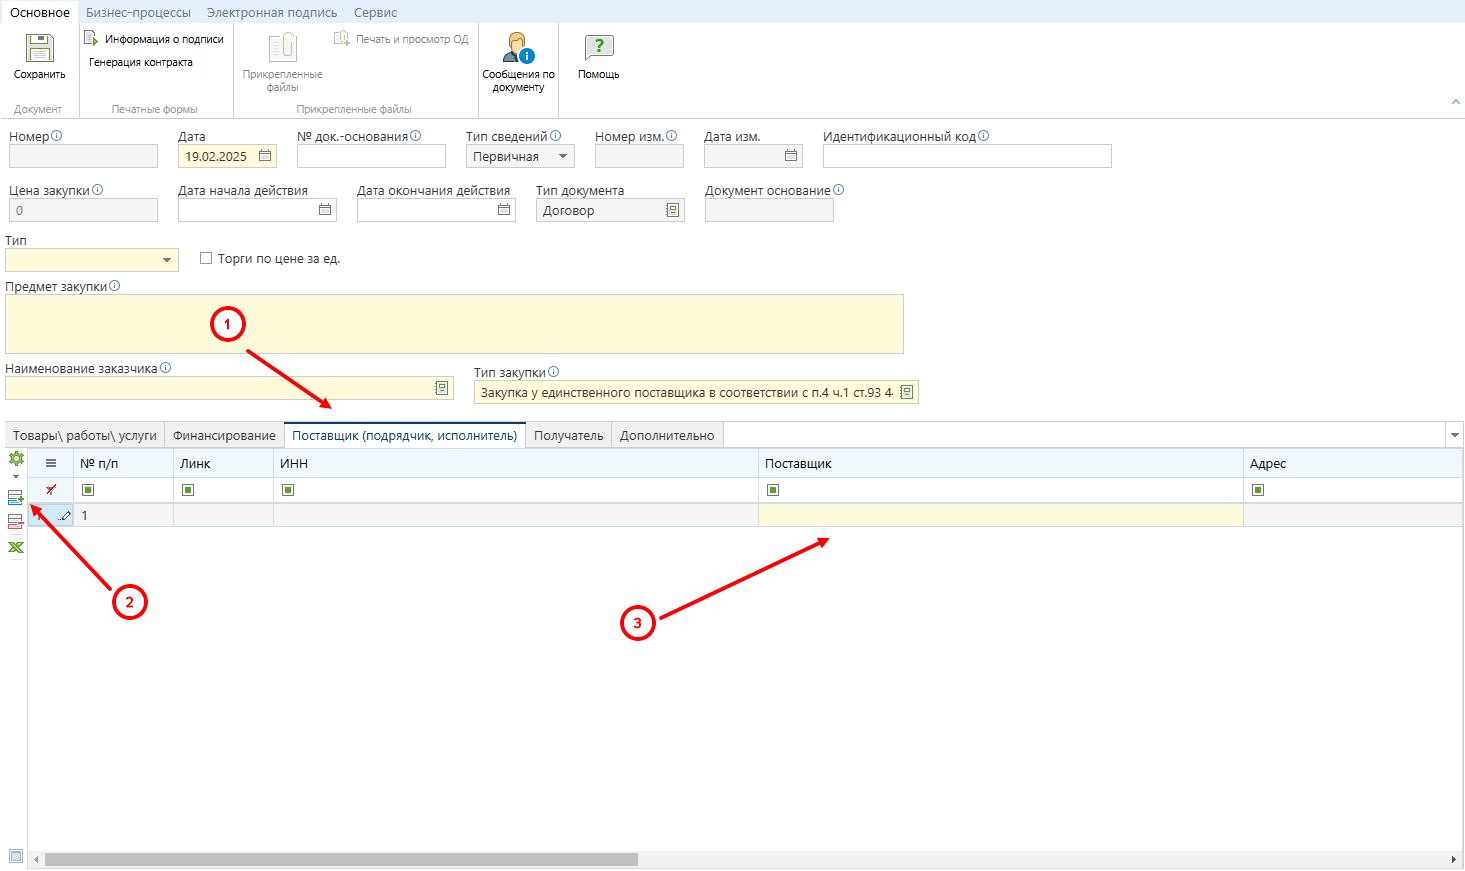 Основное Бизнес-процессы Электронная подпись Сервис
Сохранить
Документ
Информация о подписи
Генерация контракта
Печатные формы
Прикрепленные
файлы
Печать и просмотр ОД
Прикрепленные файлы
Сообщения по
документу
Помощь
Номер Дата № док.-основания Тип сведений Номер изм. Дата изм. Идентификационный код
19.02.2025 Первичная
Цена закупки Дата начала действия Дата окончания действия Тип документа Документ основание
0 Договор
Тип
Торги по цене за ед.
Предмет закупки
1
Наименование заказчика Тип закупки
Закупка у единственного поставщика в соответствии с п.4 ч.1 ст.93 4
Товары\ работы\ услуги Финансирование Поставщик (подрядчик, исполнитель) Получатель Дополнительно
№ п/п Линк ИНН Поставщик Адрес
1
2
3